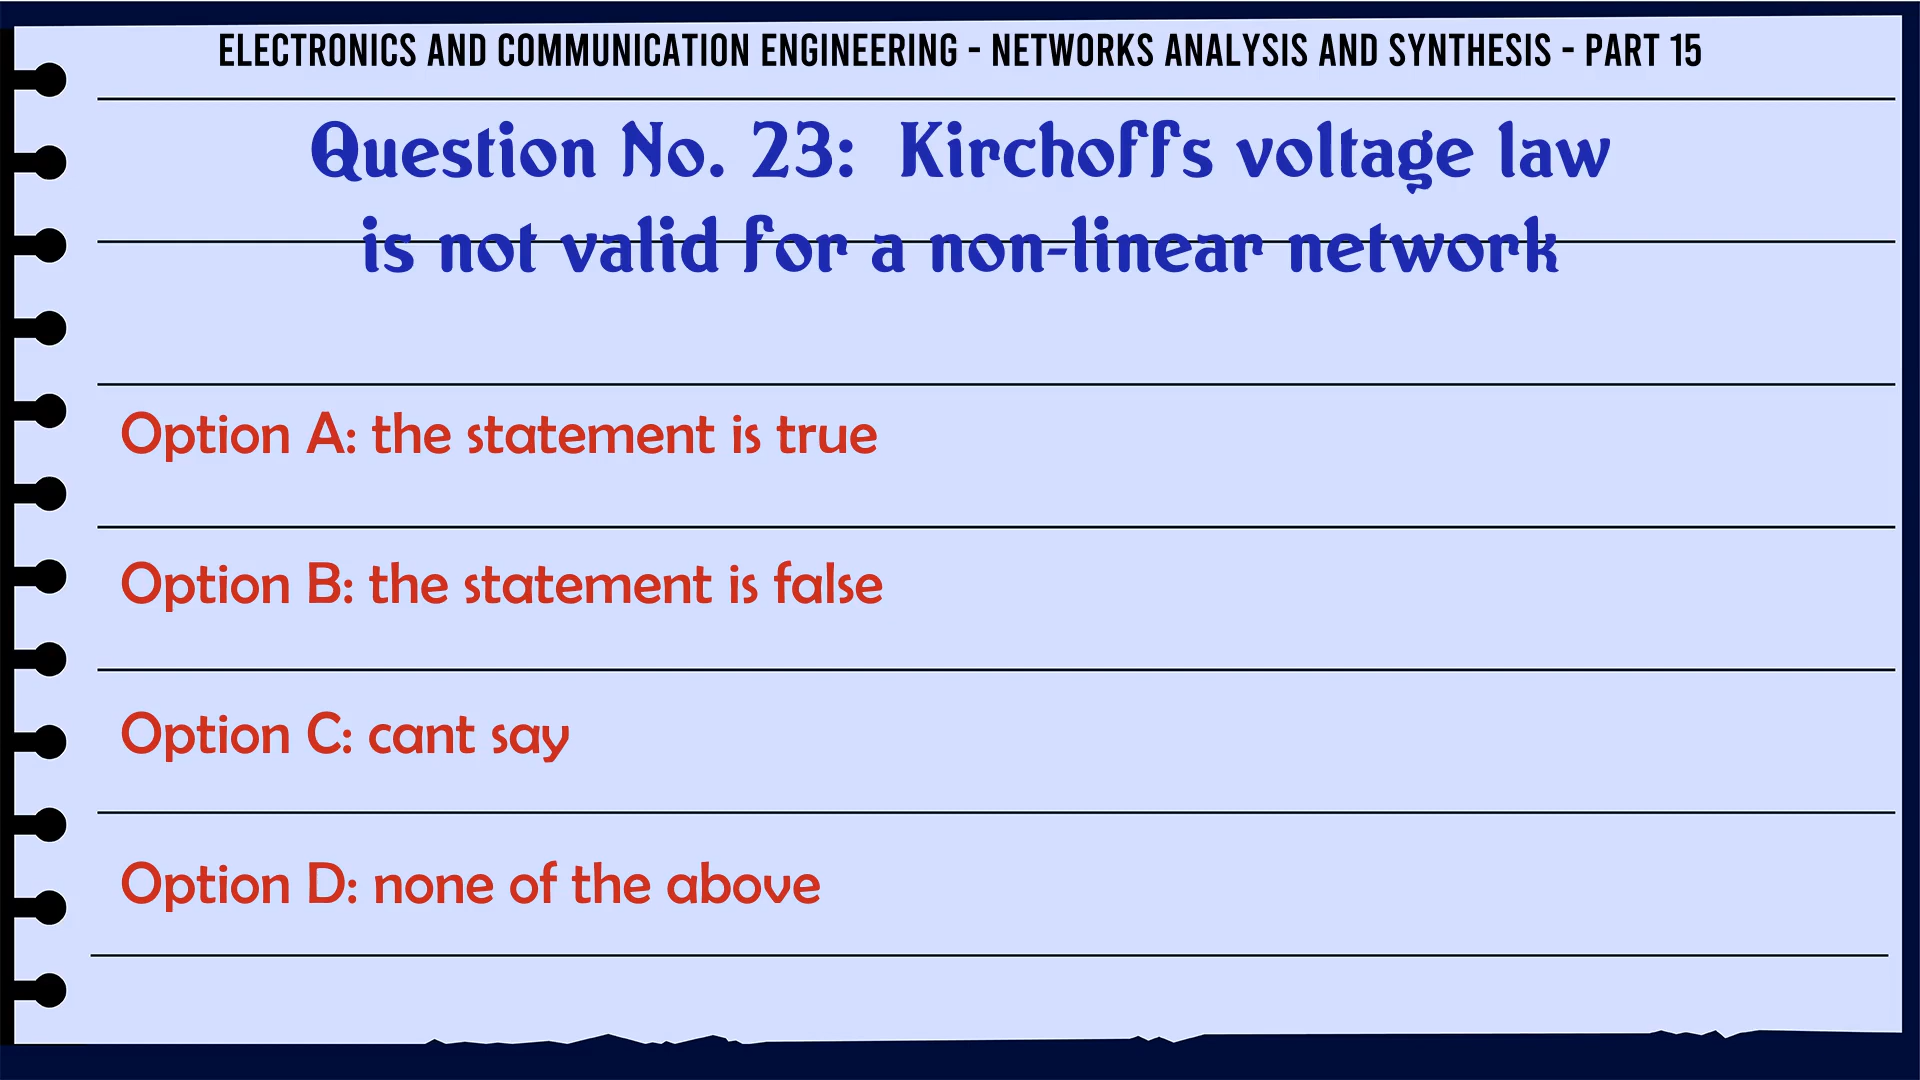 ELECTRONICS AND COMMUNICATION ENGINEERING - NETWORKS ANALYSIS AND SYNTHESIS - PART 15
Question No. 23: Kirchoffs voltage law
is not valid for a non-linear network
Option A: the statement is true
Option B: the statement is false
Option C: cant say
Option D: none of the above